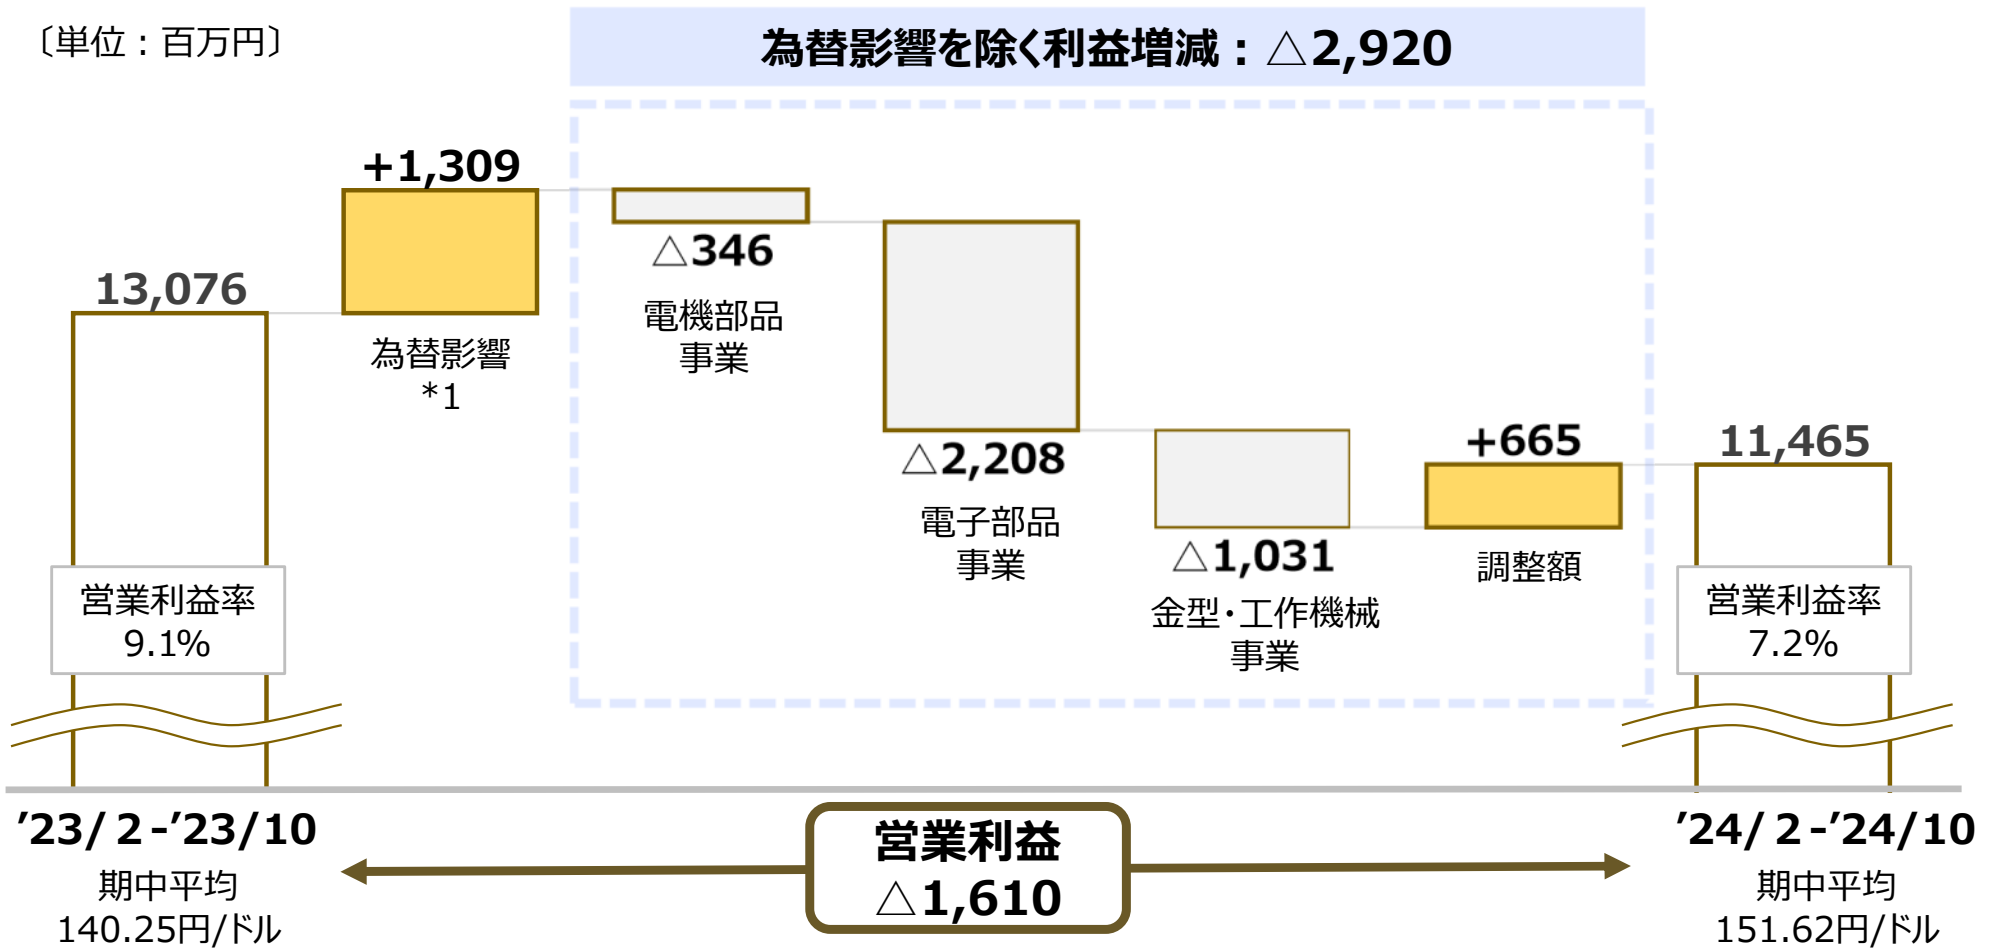 〔単位：百万円〕
為替影響を除く利益増減：△2,920
+1,309
為替影響
*1
13,076
△346
電機部品
事業
△2,208
電子部品
事業
△1,031
金型・工作機械
事業
+665
調整額
11,465
営業利益率
9.1%
営業利益率
7.2%
’23/２-’23/10
期中平均
140.25円/ドル
営業利益
△1,610
’24/２-’24/10
期中平均
151.62円/ドル